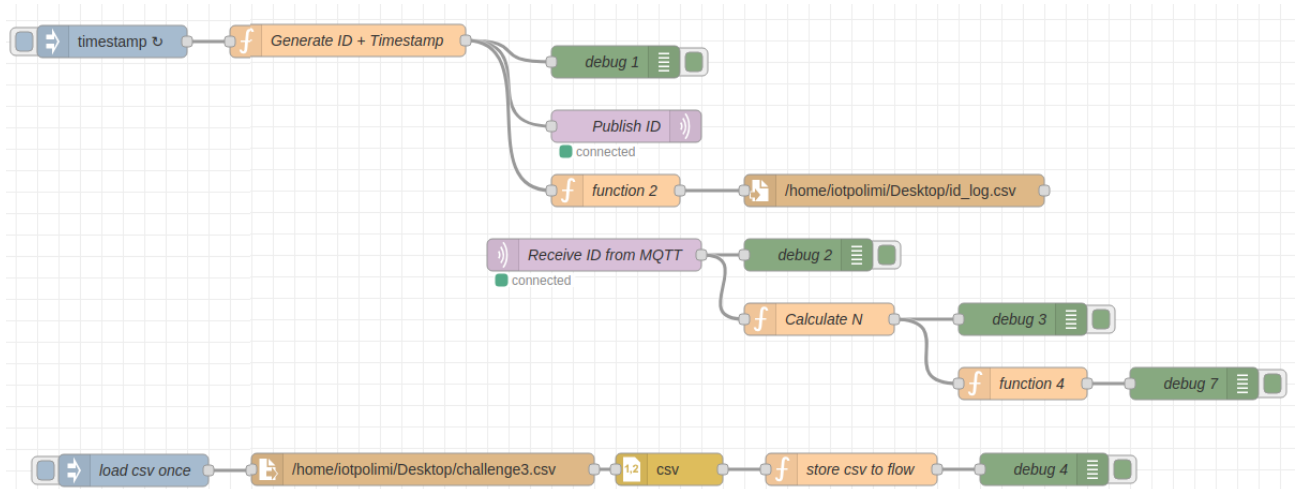 timestamp ↻
Generate ID + Timestamp
debug 1
Publish ID
connected
function 2
/home/iotpolimi/Desktop/id_log.csv
Receive ID from MQTT
connected
debug 2
Calculate N
debug 3
function 4
debug 7
load csv once
/home/iotpolimi/Desktop/challenge3.csv
1,2
csv
store csv to flow
debug 4